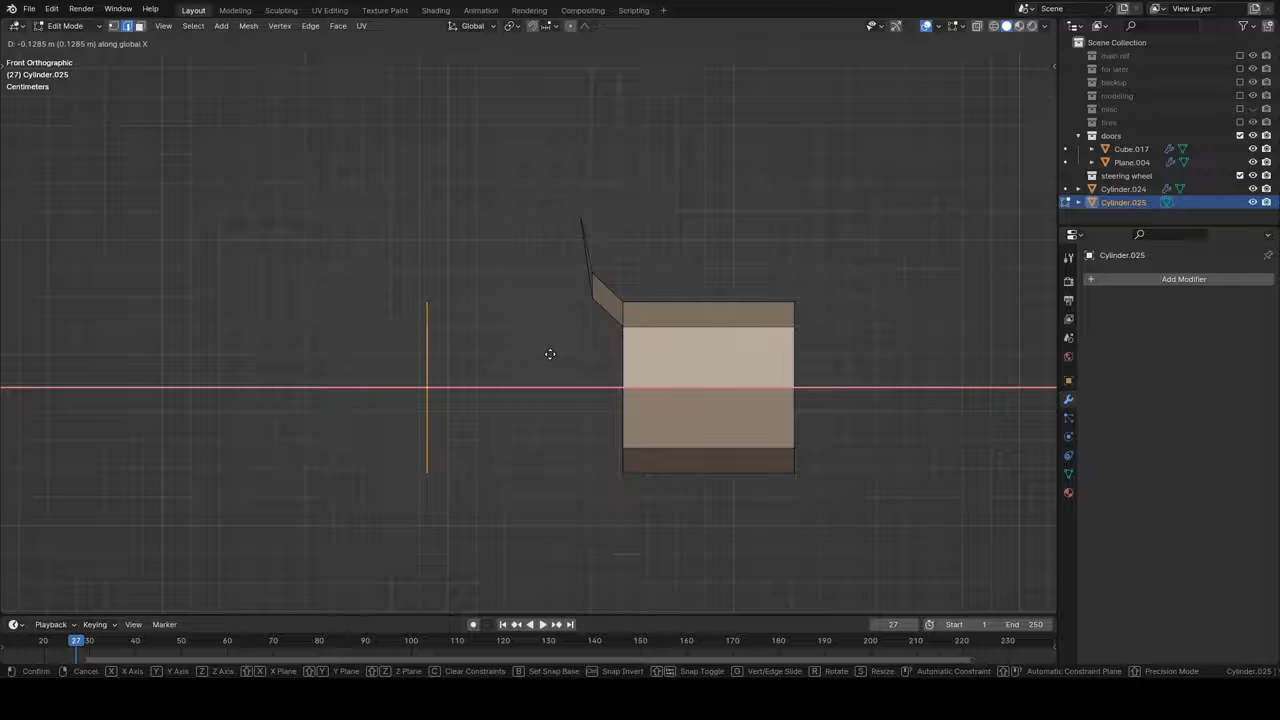 File Edit Render Window Help Layout Modeling Sculpting UV Editing Texture Paint Shading Animation Rendering Compositing Scripting + Scene View Layer
Edit Mode View Select Add Mesh Vertex Edge Face UV Global
D: -0.1285 m (0.1285 m) along global X
Front Orthographic
(27) Cylinder.025
Centimeters
Scene Collection
main ref
for later
backup
modeling
misc
tires
doors
Cube.017
Plane.004
steering wheel
Cylinder.024
Cylinder.025
Cylinder.025
+ Add Modifier
Playback Keying View Marker 27 Start 1 End 250
20 27 30 40 50 60 70 80 90 100 110 120 130 140 150 160 170 180 190 200 210 220 230
Confirm Cancel X X Axis Y Y Axis Z Z Axis X X Plane Y Y Plane Z Z Plane C Clear Constraints B Set Snap Base Snap Invert Snap Toggle G Vert/Edge Slide R Rotate S Resize Automatic Constraint Automatic Constraint Plane Precision Mode Cylinder.025